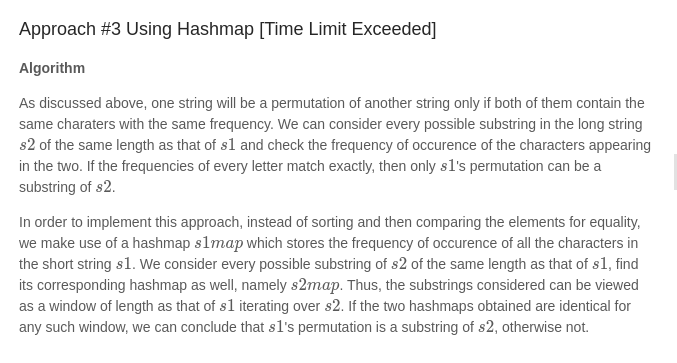 Approach #3 Using Hashmap [Time Limit Exceeded]
Algorithm
As discussed above, one string will be a permutation of another string only if both of them contain the
same charaters with the same frequency. We can consider every possible substring in the long string
s2 of the same length as that of s1 and check the frequency of occurence of the characters appearing
in the two. If the frequencies of every letter match exactly, then only s1's permutation can be a
substring of s2.
In order to implement this approach, instead of sorting and then comparing the elements for equality,
we make use of a hashmap s1map which stores the frequency of occurence of all the characters in
the short string s1. We consider every possible substring of s2 of the same length as that of s1, find
its corresponding hashmap as well, namely s2map. Thus, the substrings considered can be viewed
as a window of length as that of s1 iterating over s2. If the two hashmaps obtained are identical for
any such window, we can conclude that s1's permutation is a substring of s2, otherwise not.